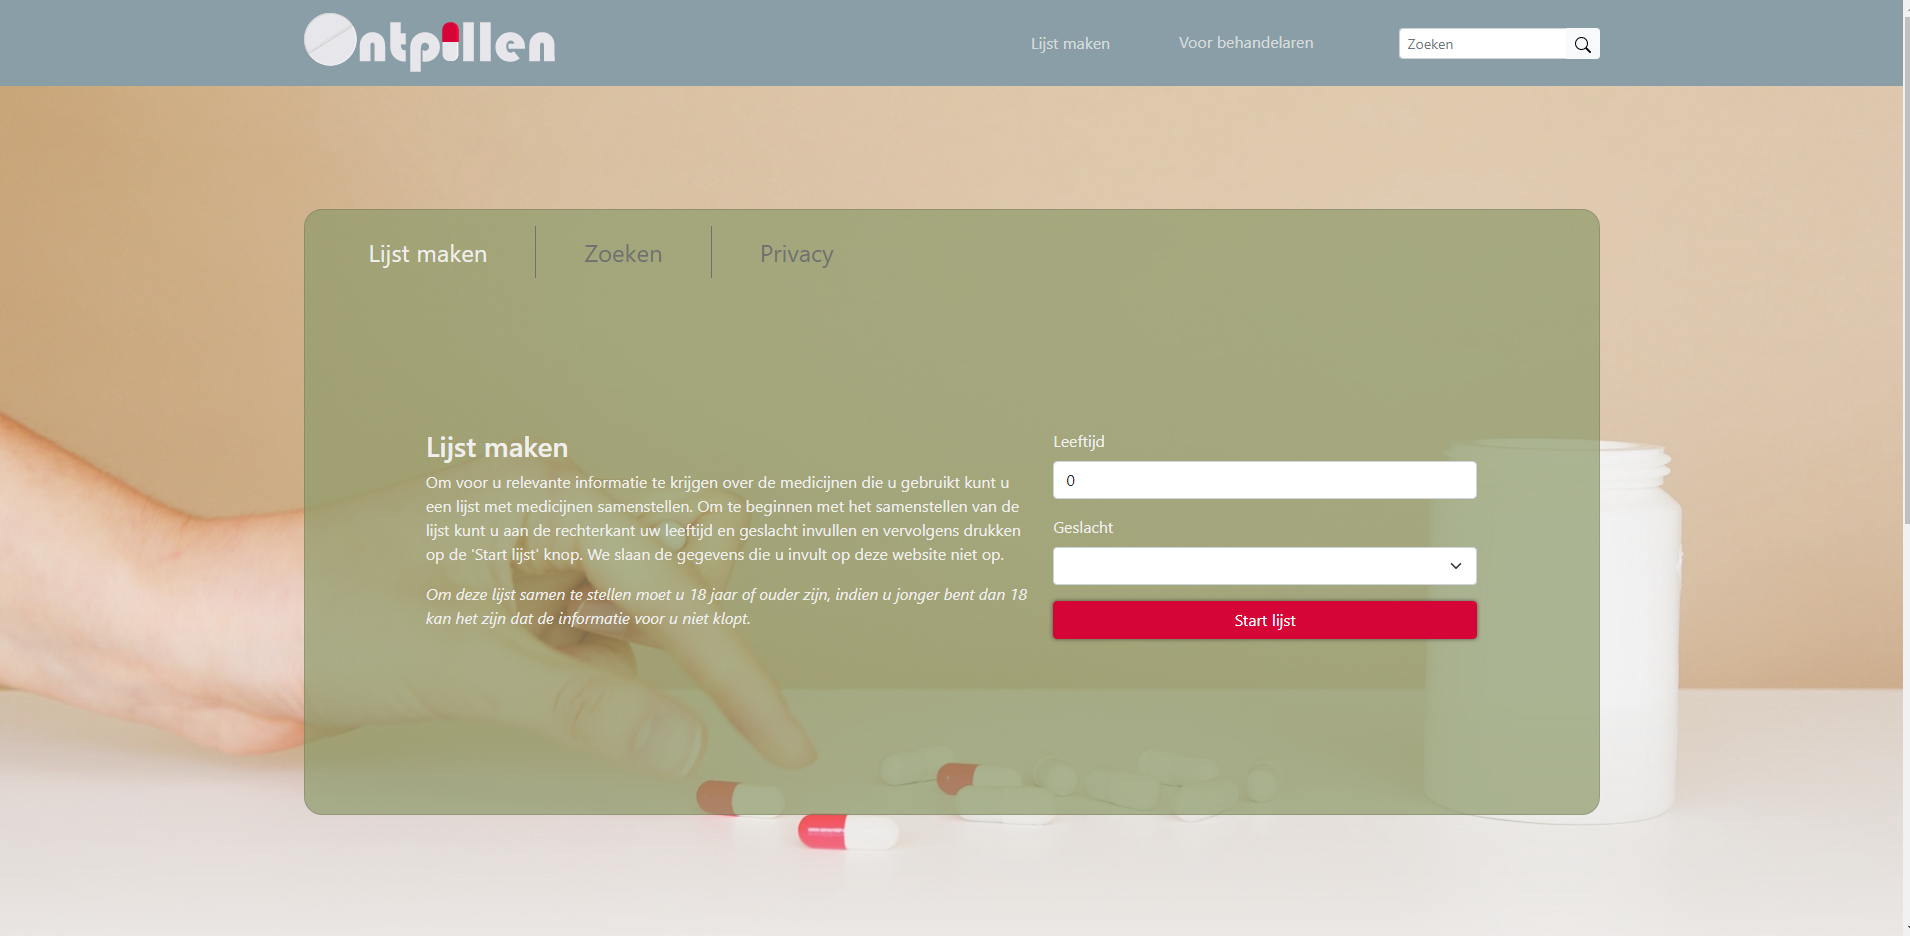 Ontpillen
Lijst maken
Voor behandelaren
Zoeken
Lijst maken
Zoeken
Privacy
Lijst maken
Om voor u relevante informatie te krijgen over de medicijnen die u gebruikt kunt u
een lijst met medicijnen samenstellen. Om te beginnen met het samenstellen van de
lijst kunt u aan de rechterkant uw leeftijd en geslacht invullen en vervolgens drukken
op de 'Start lijst' knop. We slaan de gegevens die u invult op deze website niet op.
Om deze lijst samen te stellen moet u 18 jaar of ouder zijn, indien u jonger bent dan 18
kan het zijn dat de informatie voor u niet klopt.
Leeftijd
0
Geslacht
Start lijst